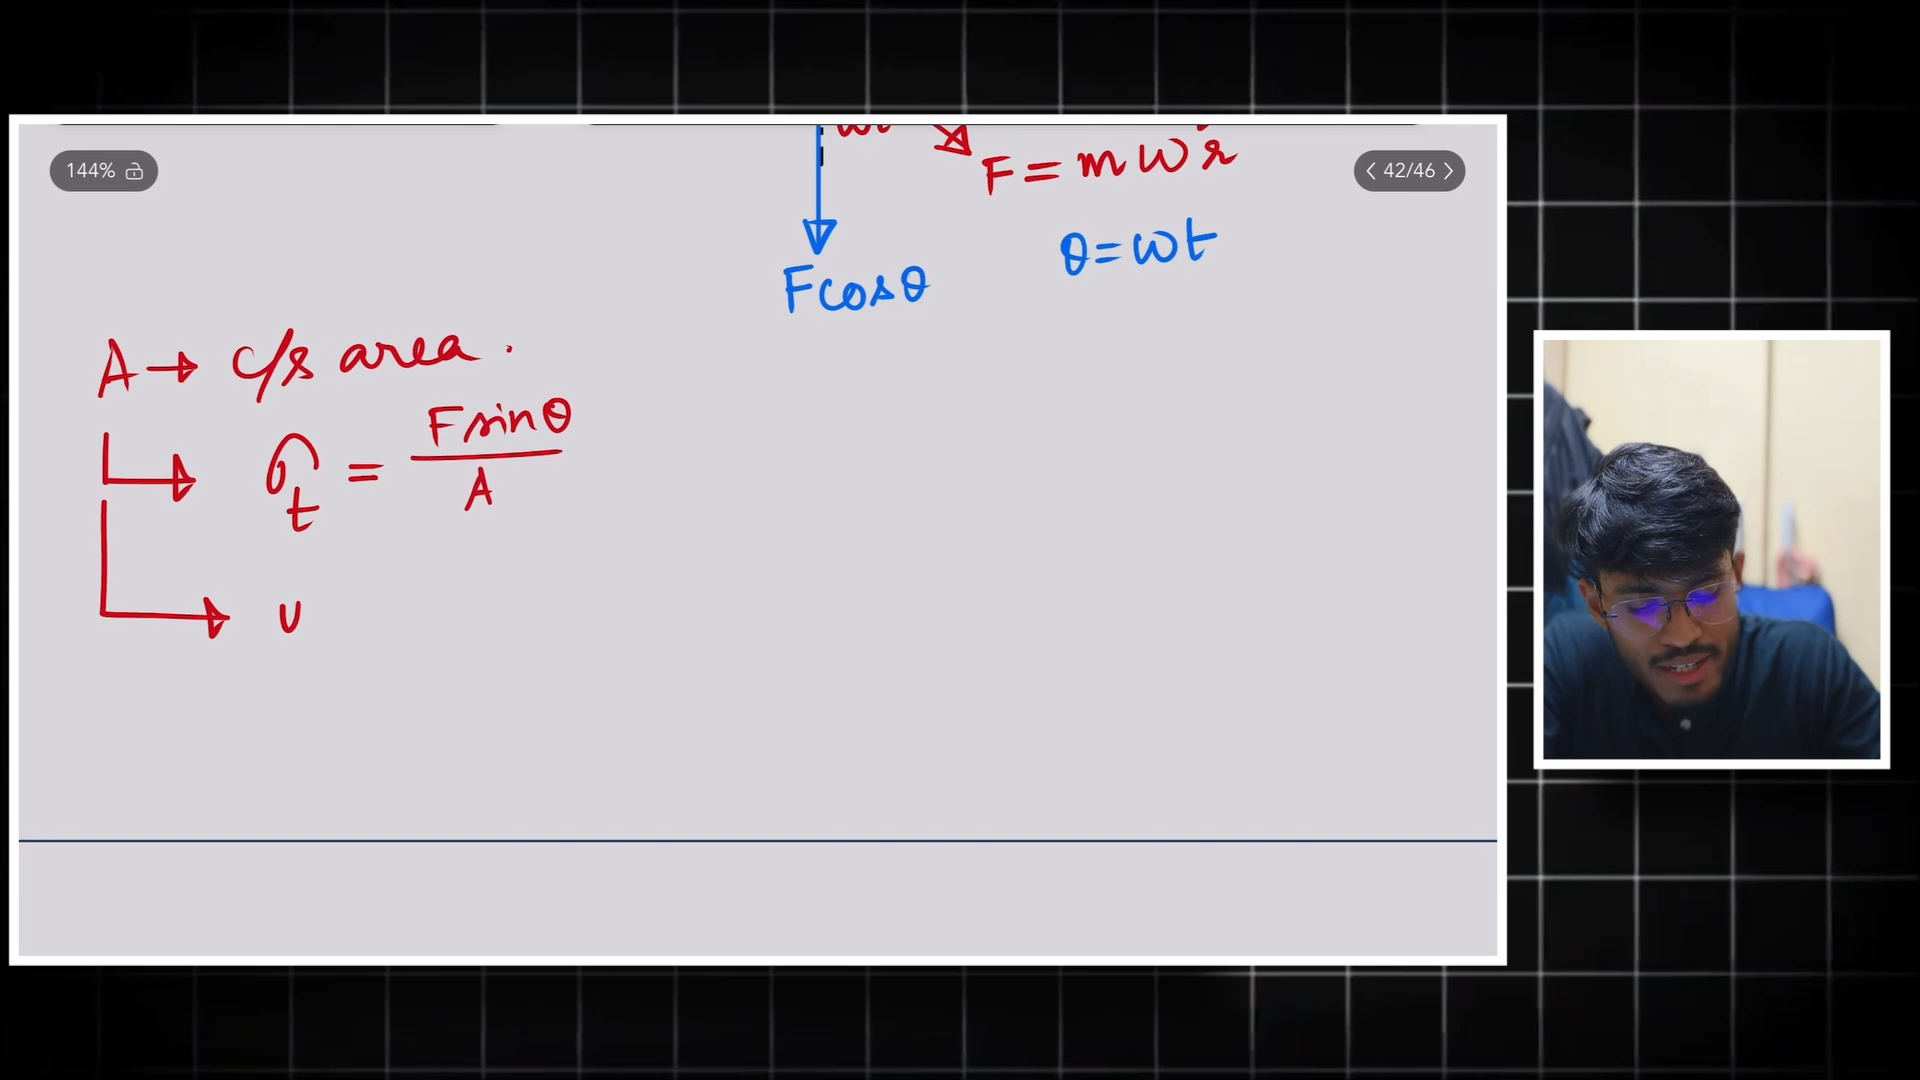 144%
42/46
F = mω²r
θ = ωt
Fcosθ
A → c/s area.
σt = Fsinθ / A
υ